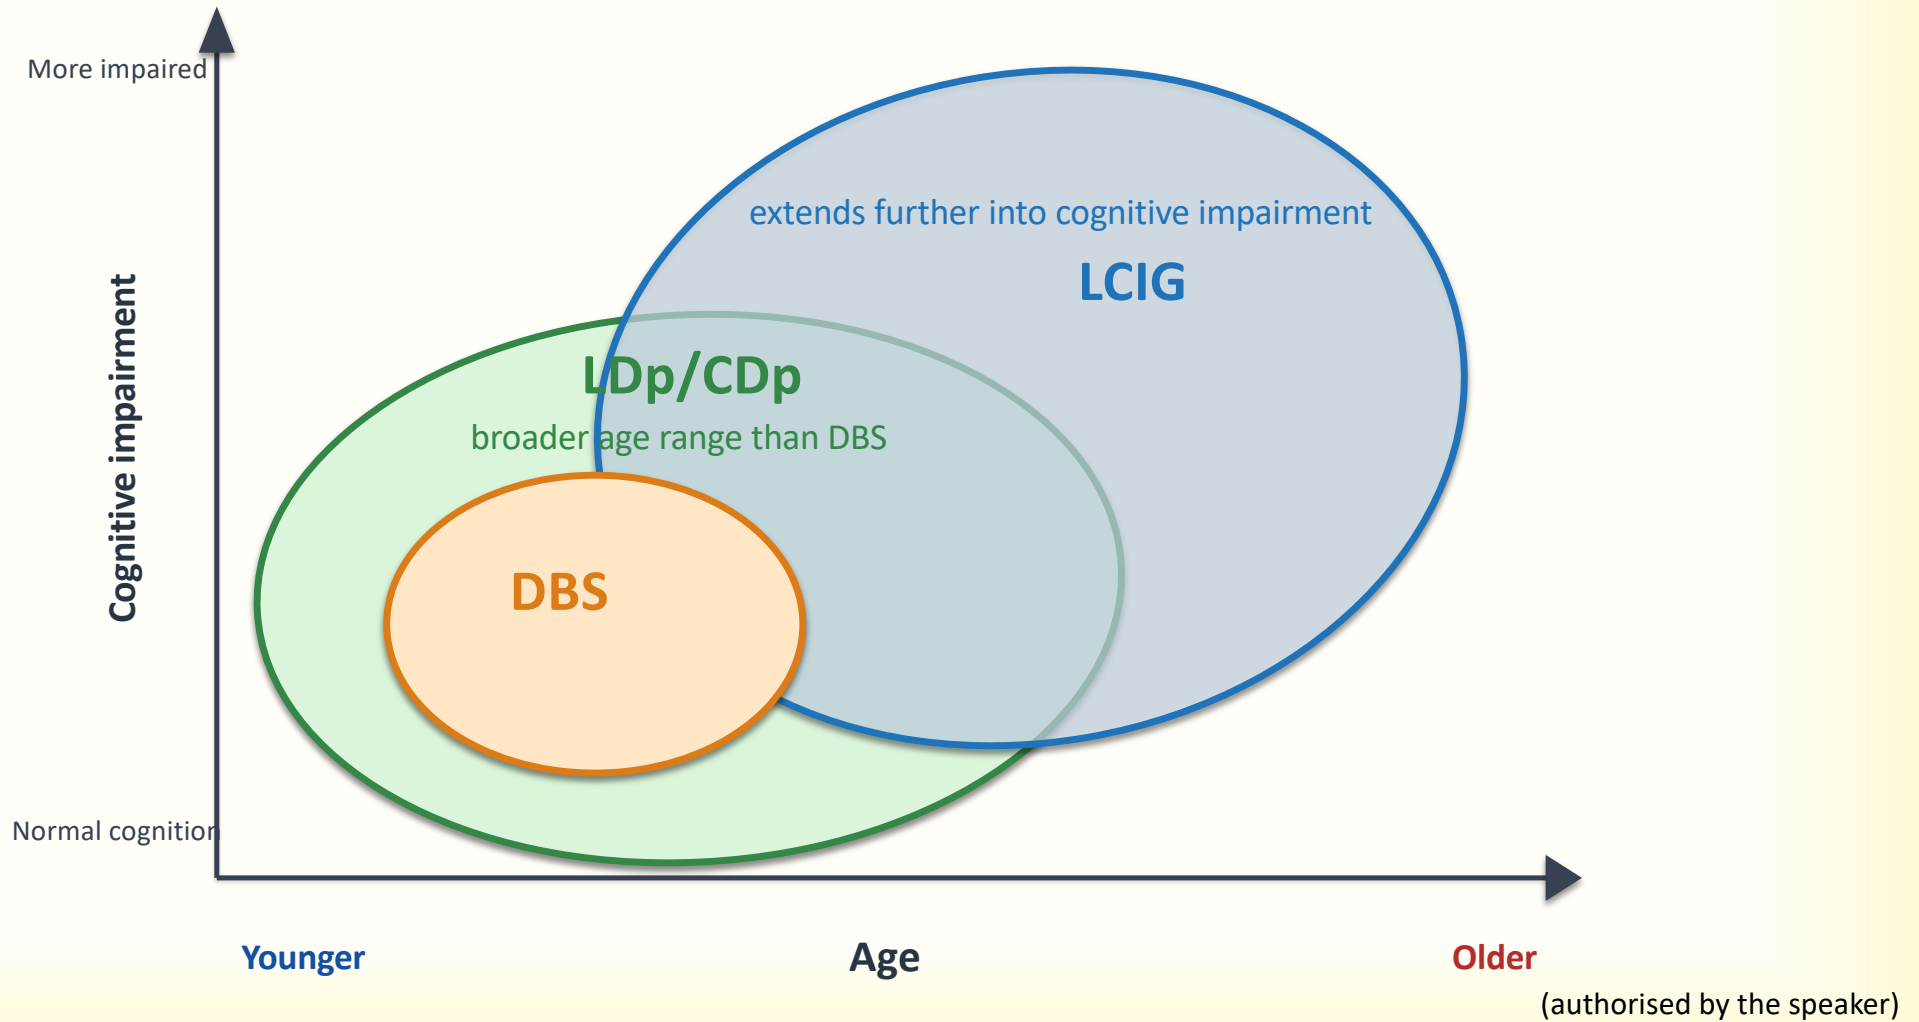 More impaired
extends further into cognitive impairment
LCIG
LDp/CDp
broader age range than DBS
DBS
Cognitive impairment
Normal cognition
Younger
Age
Older
(authorised by the speaker)